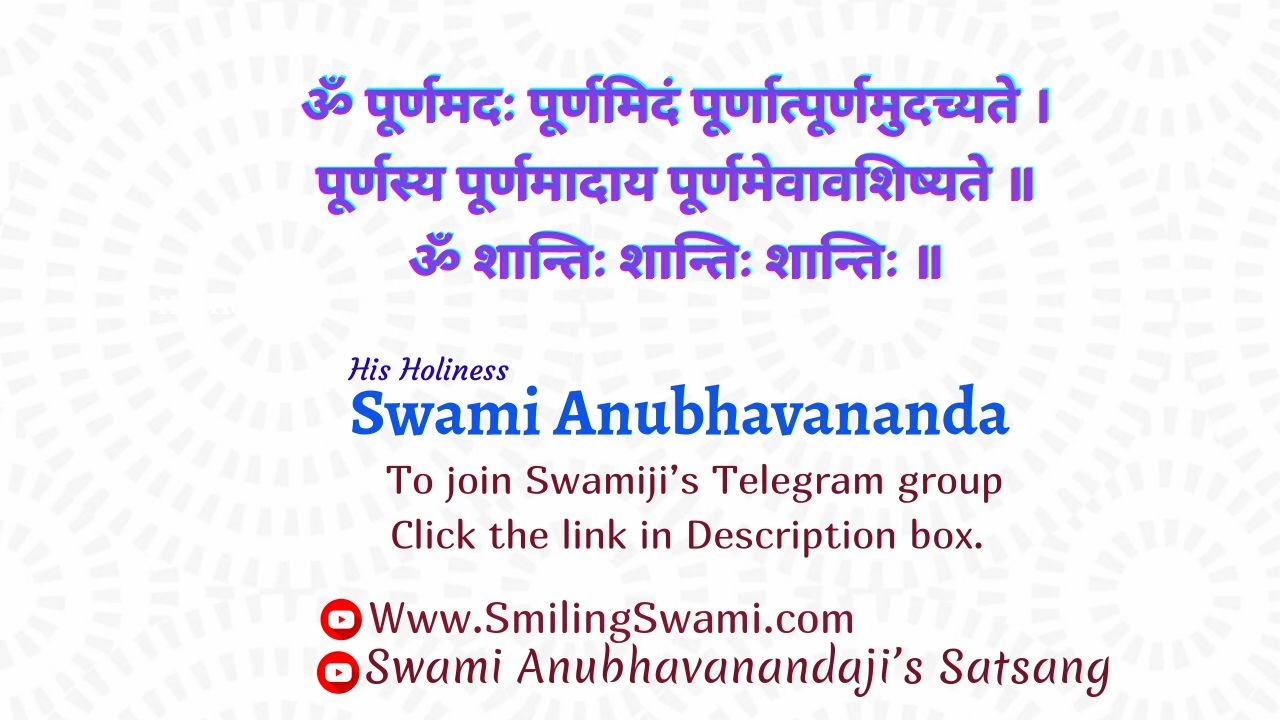 ॐ पूर्णमदः पूर्णमिदं पूर्णात्पूर्णमुदच्यते ।
पूर्णस्य पूर्णमादाय पूर्णमेवावशिष्यते ॥
ॐ शान्तिः शान्तिः शान्तिः ॥
His Holiness
Swami Anubhavananda
To join Swamiji’s Telegram group
Click the link in Description box.
Www.SmilingSwami.com
Swami Anubhavanandaji’s Satsang